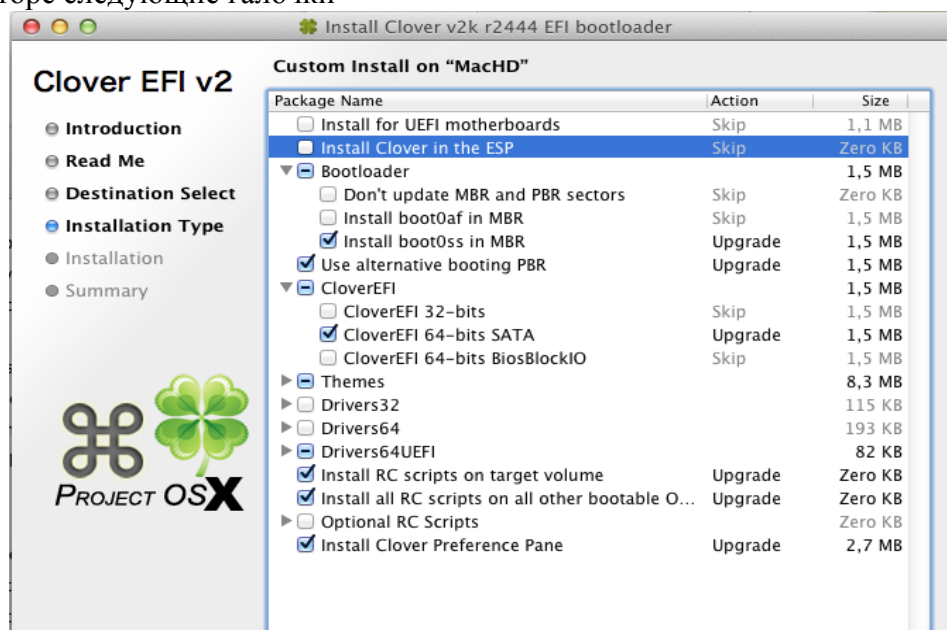 следующие галочки
Install Clover v2k r2444 EFI bootloader
Clover EFI v2
Custom Install on “MacHD”
Introduction
Read Me
Destination Select
Installation Type
Installation
Summary
PROJECT OSX
Package Name Action Size
Install for UEFI motherboards Skip 1,1 MB
Install Clover in the ESP Skip Zero KB
Bootloader 1,5 MB
Don't update MBR and PBR sectors Skip Zero KB
Install boot0af in MBR Skip 1,5 MB
Install boot0ss in MBR Upgrade 1,5 MB
Use alternative booting PBR Upgrade 1,5 MB
CloverEFI 1,5 MB
CloverEFI 32-bits Skip 1,5 MB
CloverEFI 64-bits SATA Upgrade 1,5 MB
CloverEFI 64-bits BiosBlockIO Skip 1,5 MB
Themes 8,3 MB
Drivers32 115 KB
Drivers64 193 KB
Drivers64UEFI 82 KB
Install RC scripts on target volume Upgrade Zero KB
Install all RC scripts on all other bootable O... Upgrade Zero KB
Optional RC Scripts Zero KB
Install Clover Preference Pane Upgrade 2,7 MB